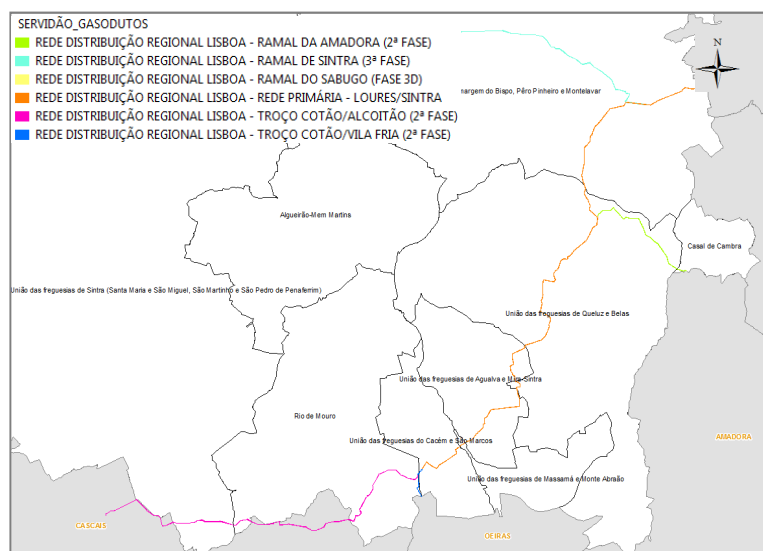 SERVIDÃO_GASODUTOS
REDE DISTRIBUIÇÃO REGIONAL LISBOA - RAMAL DA AMADORA (2ª FASE)
REDE DISTRIBUIÇÃO REGIONAL LISBOA - RAMAL DE SINTRA (3ª FASE)
REDE DISTRIBUIÇÃO REGIONAL LISBOA - RAMAL DO SABUGO (FASE 3D)
REDE DISTRIBUIÇÃO REGIONAL LISBOA - REDE PRIMÁRIA - LOURES/SINTRA
REDE DISTRIBUIÇÃO REGIONAL LISBOA - TROÇO COTÃO/ALCOITÃO (2ª FASE)
REDE DISTRIBUIÇÃO REGIONAL LISBOA - TROÇO COTÃO/VILA FRIA (2ª FASE)
N
nargem do Bispo, Pêro Pinheiro e Montelavar
Algueirão-Mem Martins
Casal de Cambra
União das freguesias de Sintra (Santa Maria e São Miguel, São Martinho e São Pedro de Penaferrim)
União das freguesias de Queluz e Belas
União das freguesias de Agualva e Mira-Sintra
Rio de Mouro
União das freguesias do Cacém e São Marcos
AMADORA
União das freguesias de Massamá e Monte Abraão
CASCAIS
OEIRAS